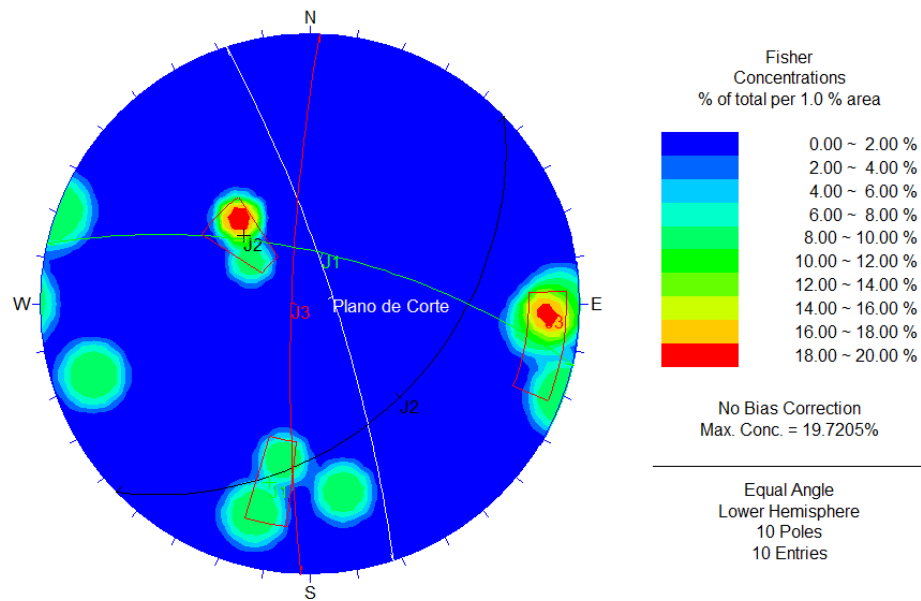 N
W
E
S
J2
J1
J3
Plano de Corte
J3
J2
J1
Fisher
Concentrations
% of total per 1.0 % area
0.00 ~ 2.00 %
2.00 ~ 4.00 %
4.00 ~ 6.00 %
6.00 ~ 8.00 %
8.00 ~ 10.00 %
10.00 ~ 12.00 %
12.00 ~ 14.00 %
14.00 ~ 16.00 %
16.00 ~ 18.00 %
18.00 ~ 20.00 %
No Bias Correction
Max. Conc. = 19.7205%
Equal Angle
Lower Hemisphere
10 Poles
10 Entries